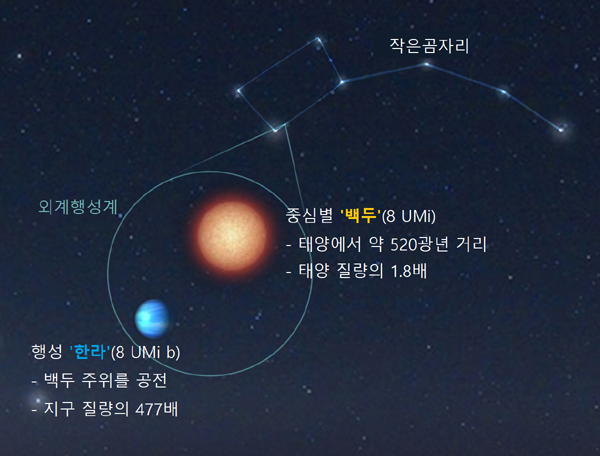 작은곰자리
외계행성계
중심별 '백두'(8 UMi)
- 태양에서 약 520광년 거리
- 태양 질량의 1.8배
행성 '한라'(8 UMi b)
- 백두 주위를 공전
- 지구 질량의 477배